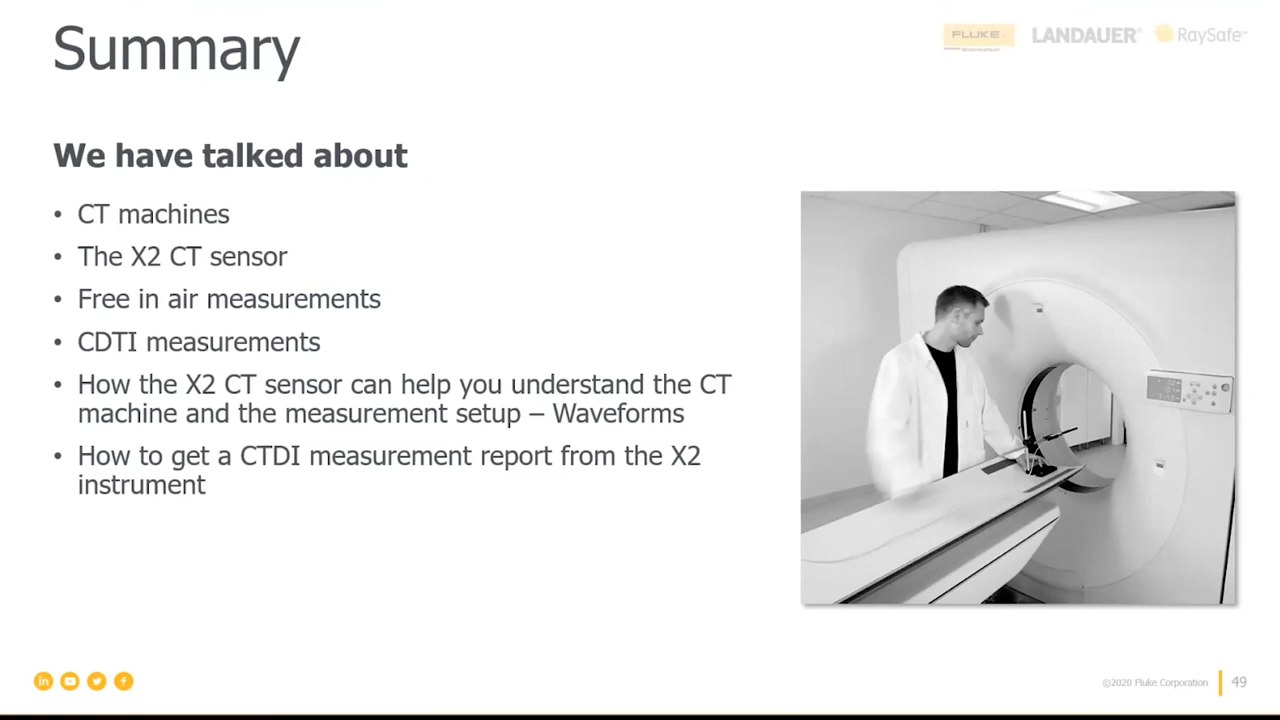 Summary
FLUKE
LANDAUER®
RaySafe™
We have talked about
• CT machines
• The X2 CT sensor
• Free in air measurements
• CDTI measurements
• How the X2 CT sensor can help you understand the CT
machine and the measurement setup – Waveforms
• How to get a CTDI measurement report from the X2
instrument
©2020 Fluke Corporation
49